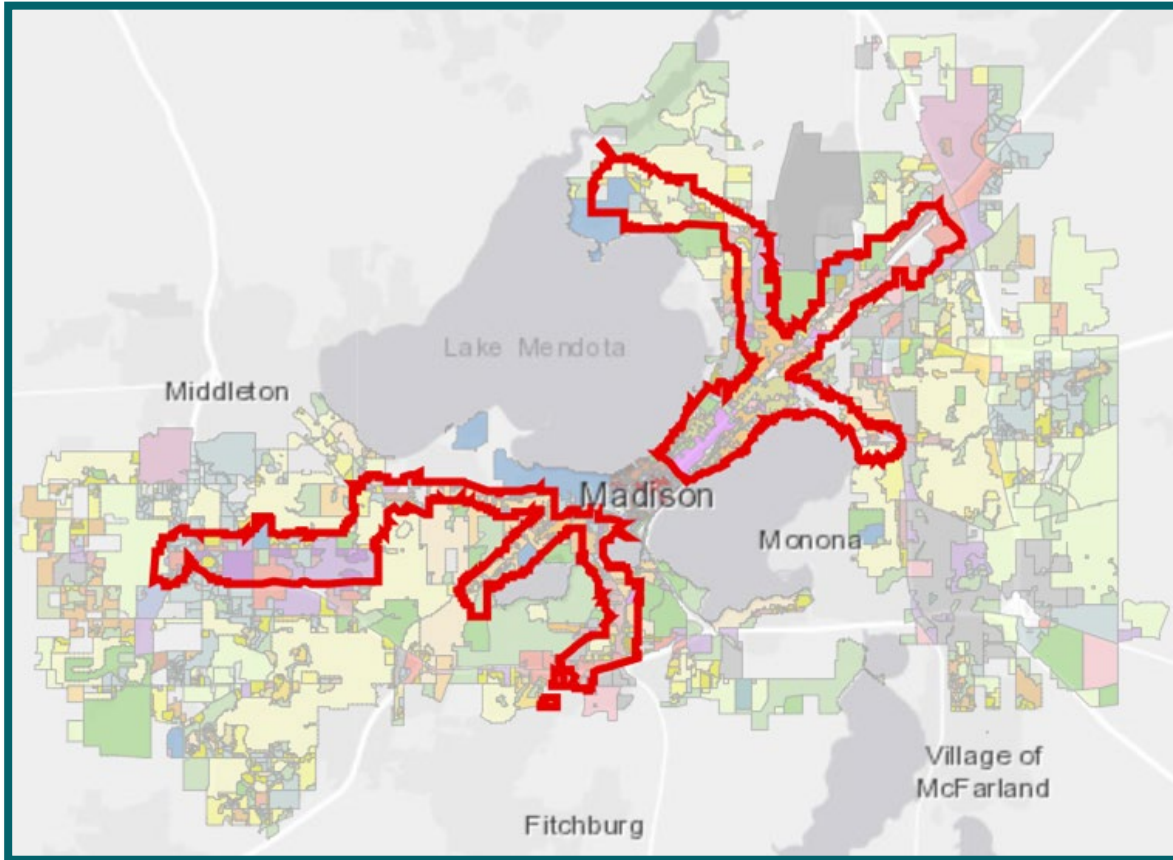 Lake Mendota
Middleton
Madison
Monona
Village of
McFarland
Fitchburg